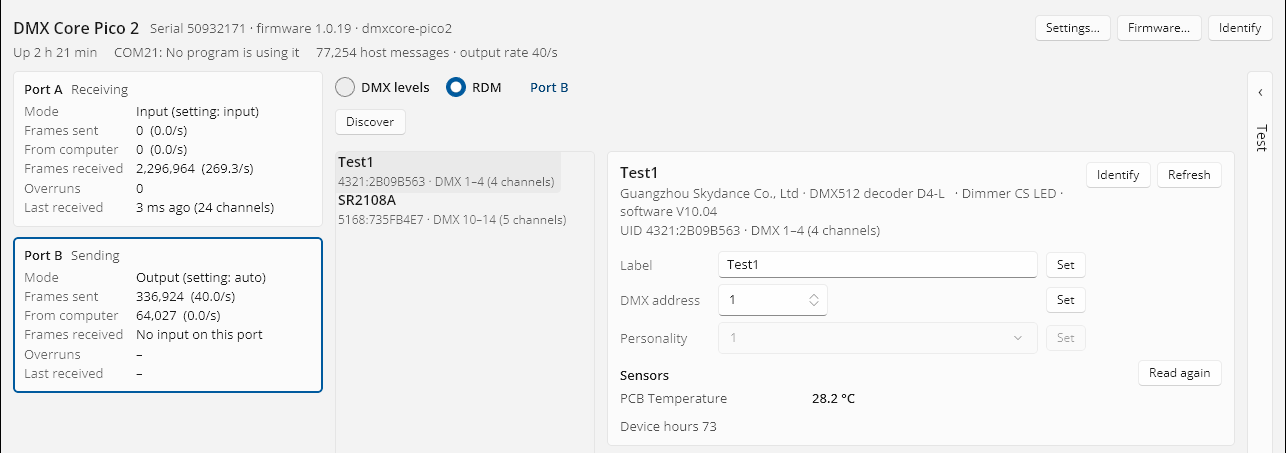 DMX Core Pico 2 Serial 50932171 · firmware 1.0.19 · dmxcore-pico2
Settings... Firmware... Identify
Up 2 h 21 min COM21: No program is using it 77,254 host messages · output rate 40/s
Port A Receiving
Mode Input (setting: input)
Frames sent 0 (0.0/s)
From computer 0 (0.0/s)
Frames received 2,296,964 (269.3/s)
Overruns 0
Last received 3 ms ago (24 channels)
Port B Sending
Mode Output (setting: auto)
Frames sent 336,924 (40.0/s)
From computer 64,027 (0.0/s)
Frames received No input on this port
Overruns –
Last received –
DMX levels RDM Port B
Discover
Test1
4321:2B09B563 · DMX 1–4 (4 channels)
SR2108A
5168:735FB4E7 · DMX 10–14 (5 channels)
Test1
Identify Refresh
Guangzhou Skydance Co., Ltd · DMX512 decoder D4-L · Dimmer CS LED ·
software V10.04
UID 4321:2B09B563 · DMX 1–4 (4 channels)
Label Test1 Set
DMX address 1 Set
Personality 1 Set
Sensors Read again
PCB Temperature 28.2 °C
Device hours 73
‹
Test